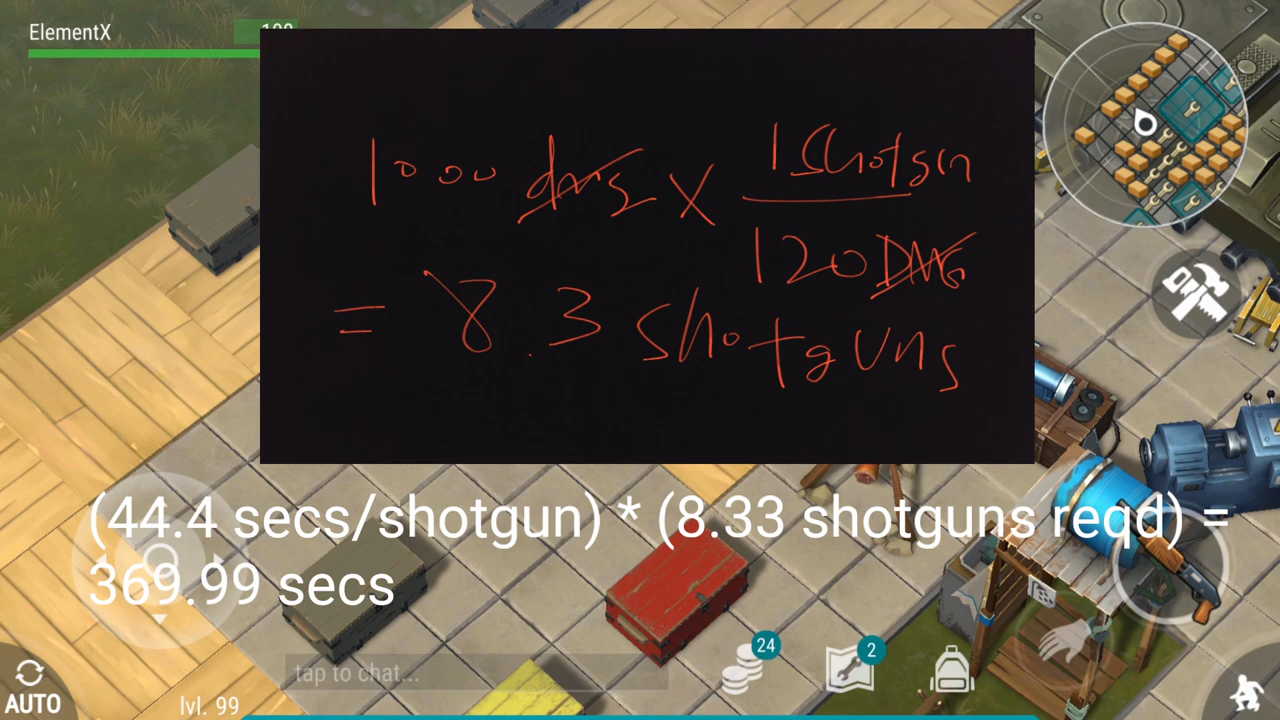 ElementX
100
1000 dmg X 1 Shotgun
120 DMG
= 8.3 shotguns
(44.4 secs/shotgun) * (8.33 shotguns reqd) =
369.99 secs
24
2
tap to chat...
AUTO
lvl. 99